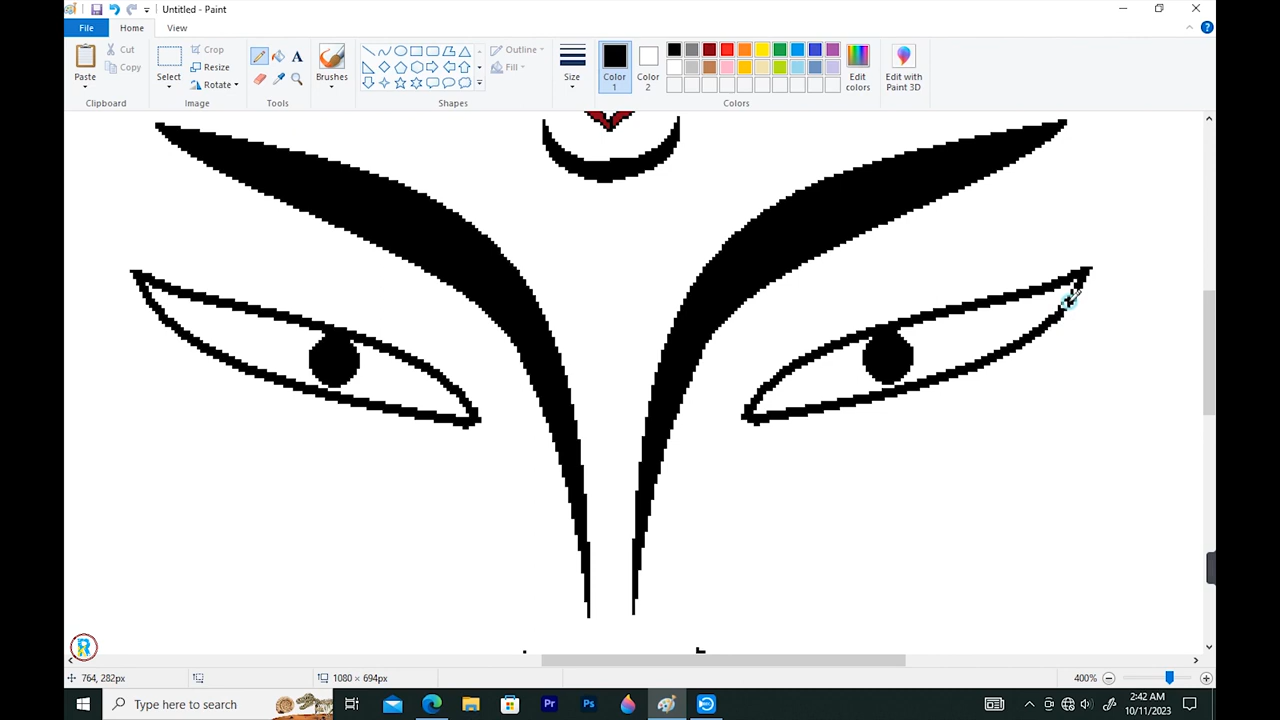 Untitled - Paint
File
Home
View
Paste
Cut
Copy
Clipboard
Select
Crop
Resize
Rotate
Image
A
Tools
Brushes
Outline
Fill
Shapes
Size
Color
1
Color
2
Edit
colors
Colors
Edit with
Paint 3D
?
R
764, 282px
1080 × 694px
400%
Type here to search
Pr
Ps
2:42 AM
10/11/2023